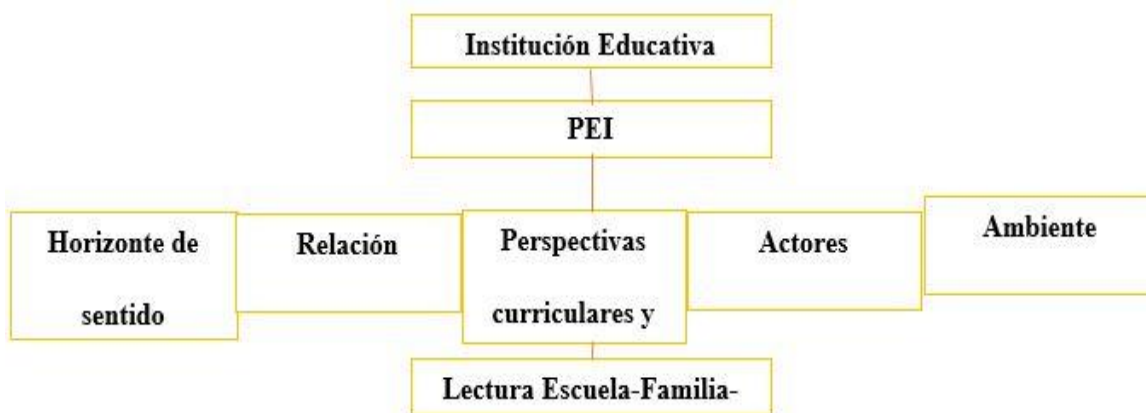 Institución Educativa
PEI
Horizonte de
sentido
Relación
Perspectivas
curriculares y
Actores
Ambiente
Lectura Escuela-Familia-